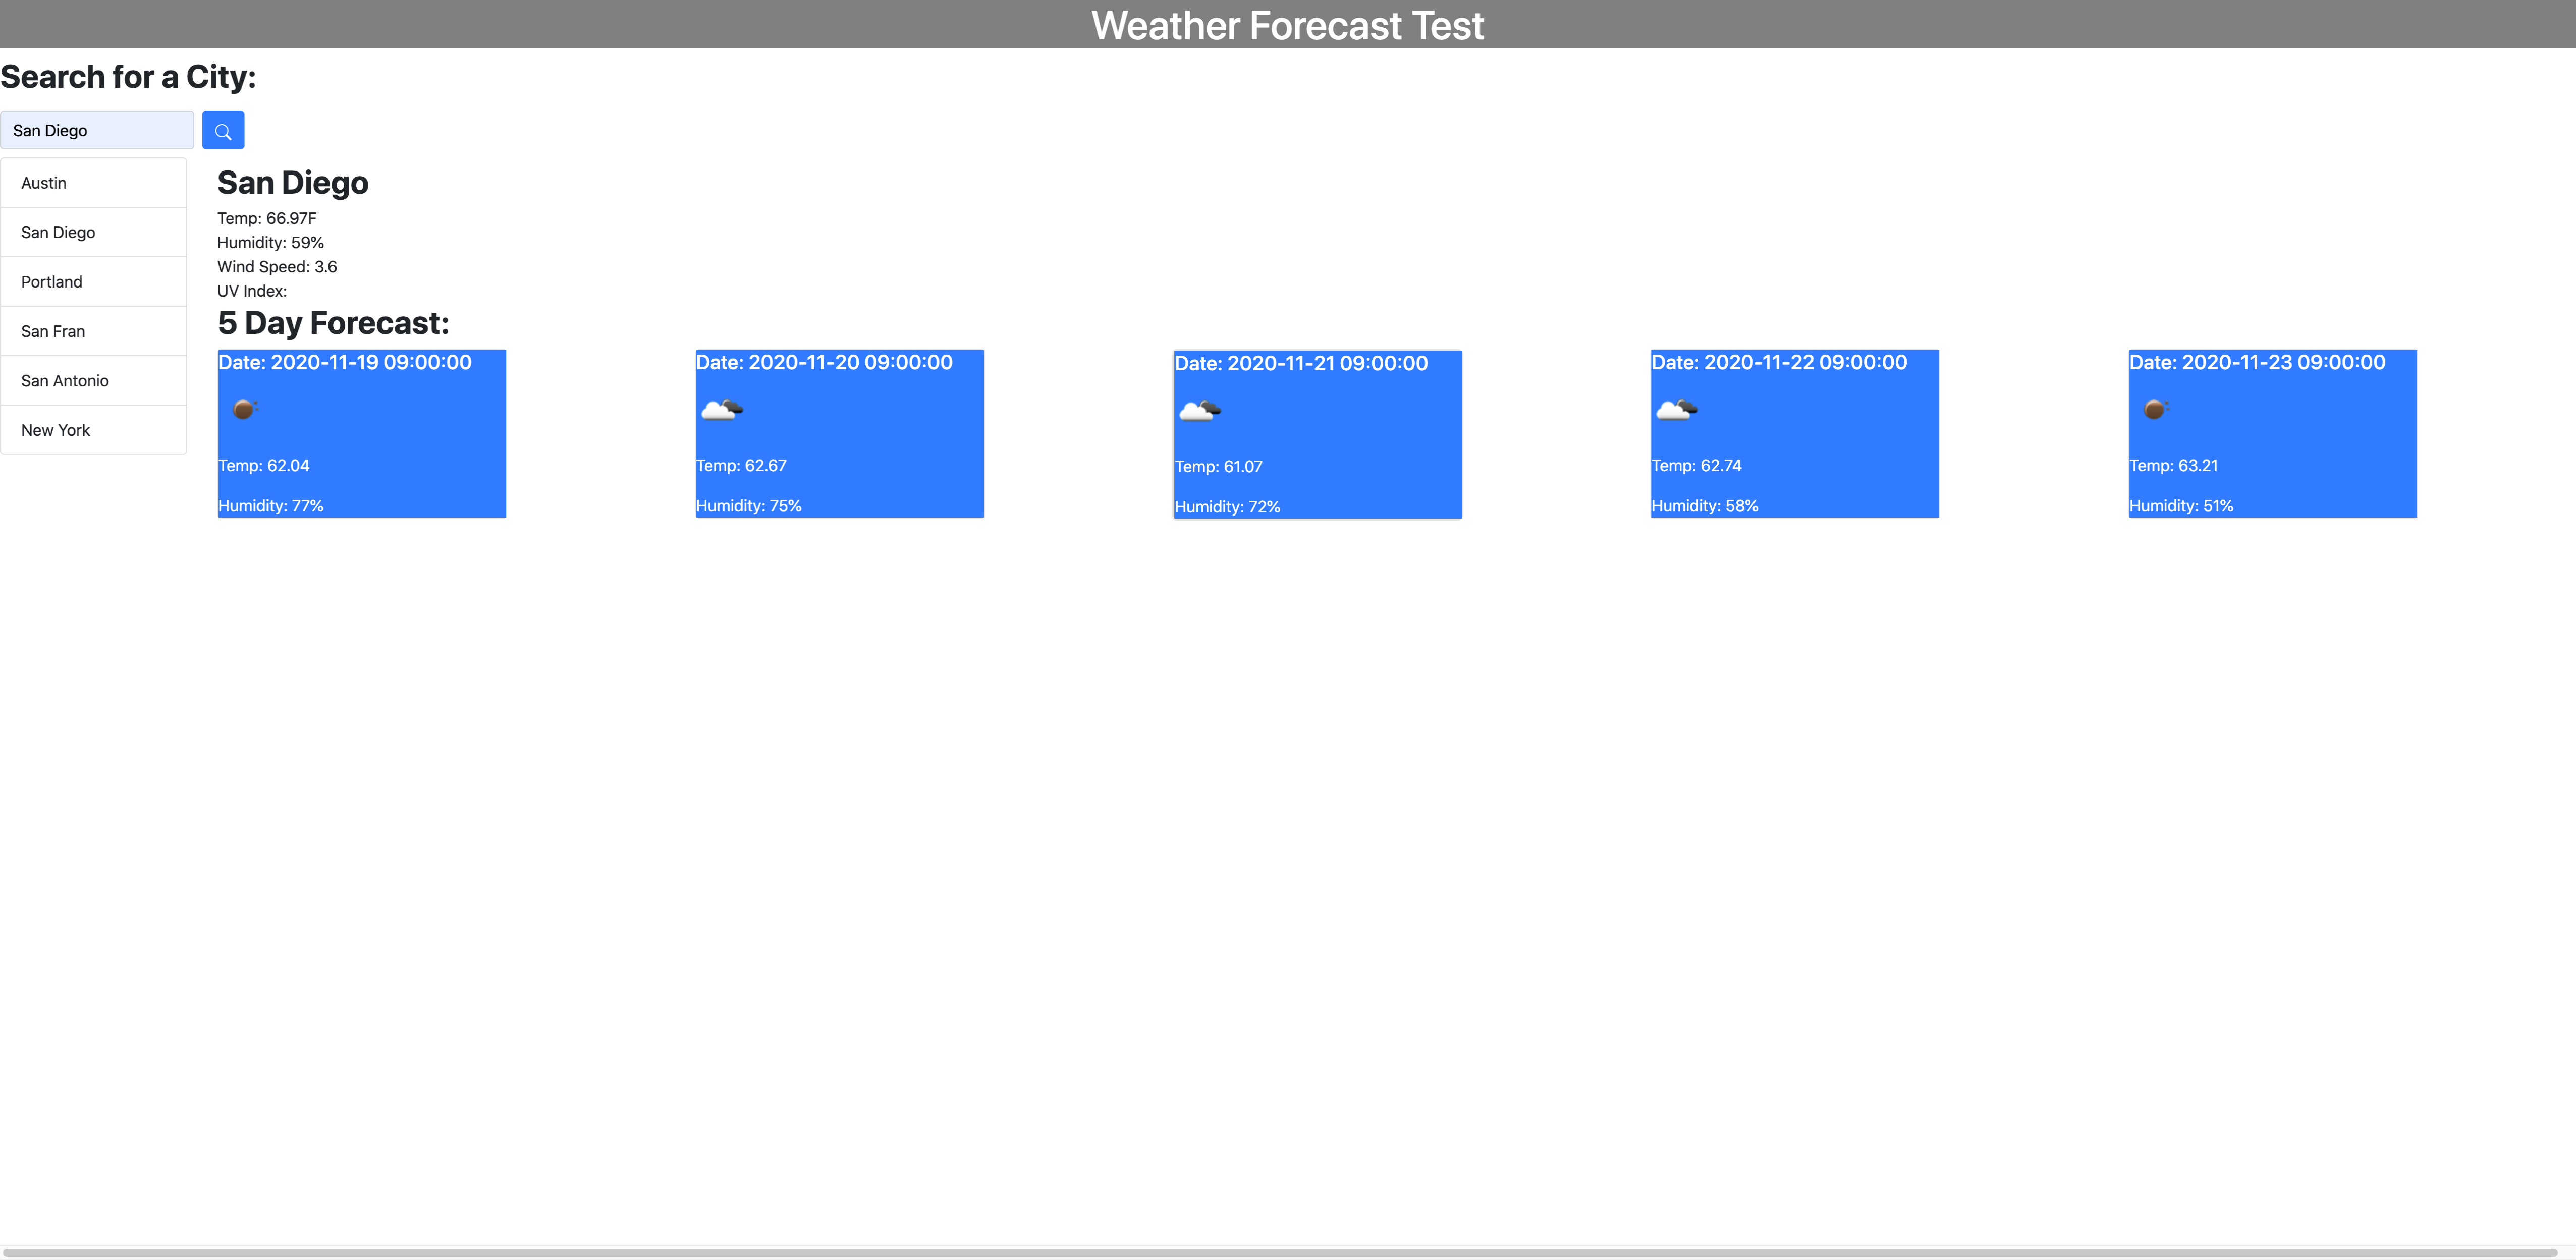 Weather Forecast Test
Search for a City:
San Diego
Austin
San Diego
Portland
San Fran
San Antonio
New York
San Diego
Temp: 66.97F
Humidity: 59%
Wind Speed: 3.6
UV Index:
5 Day Forecast:
Date: 2020-11-19 09:00:00
Temp: 62.04
Humidity: 77%
Date: 2020-11-20 09:00:00
Temp: 62.67
Humidity: 75%
Date: 2020-11-21 09:00:00
Temp: 61.07
Humidity: 72%
Date: 2020-11-22 09:00:00
Temp: 62.74
Humidity: 58%
Date: 2020-11-23 09:00:00
Temp: 63.21
Humidity: 51%